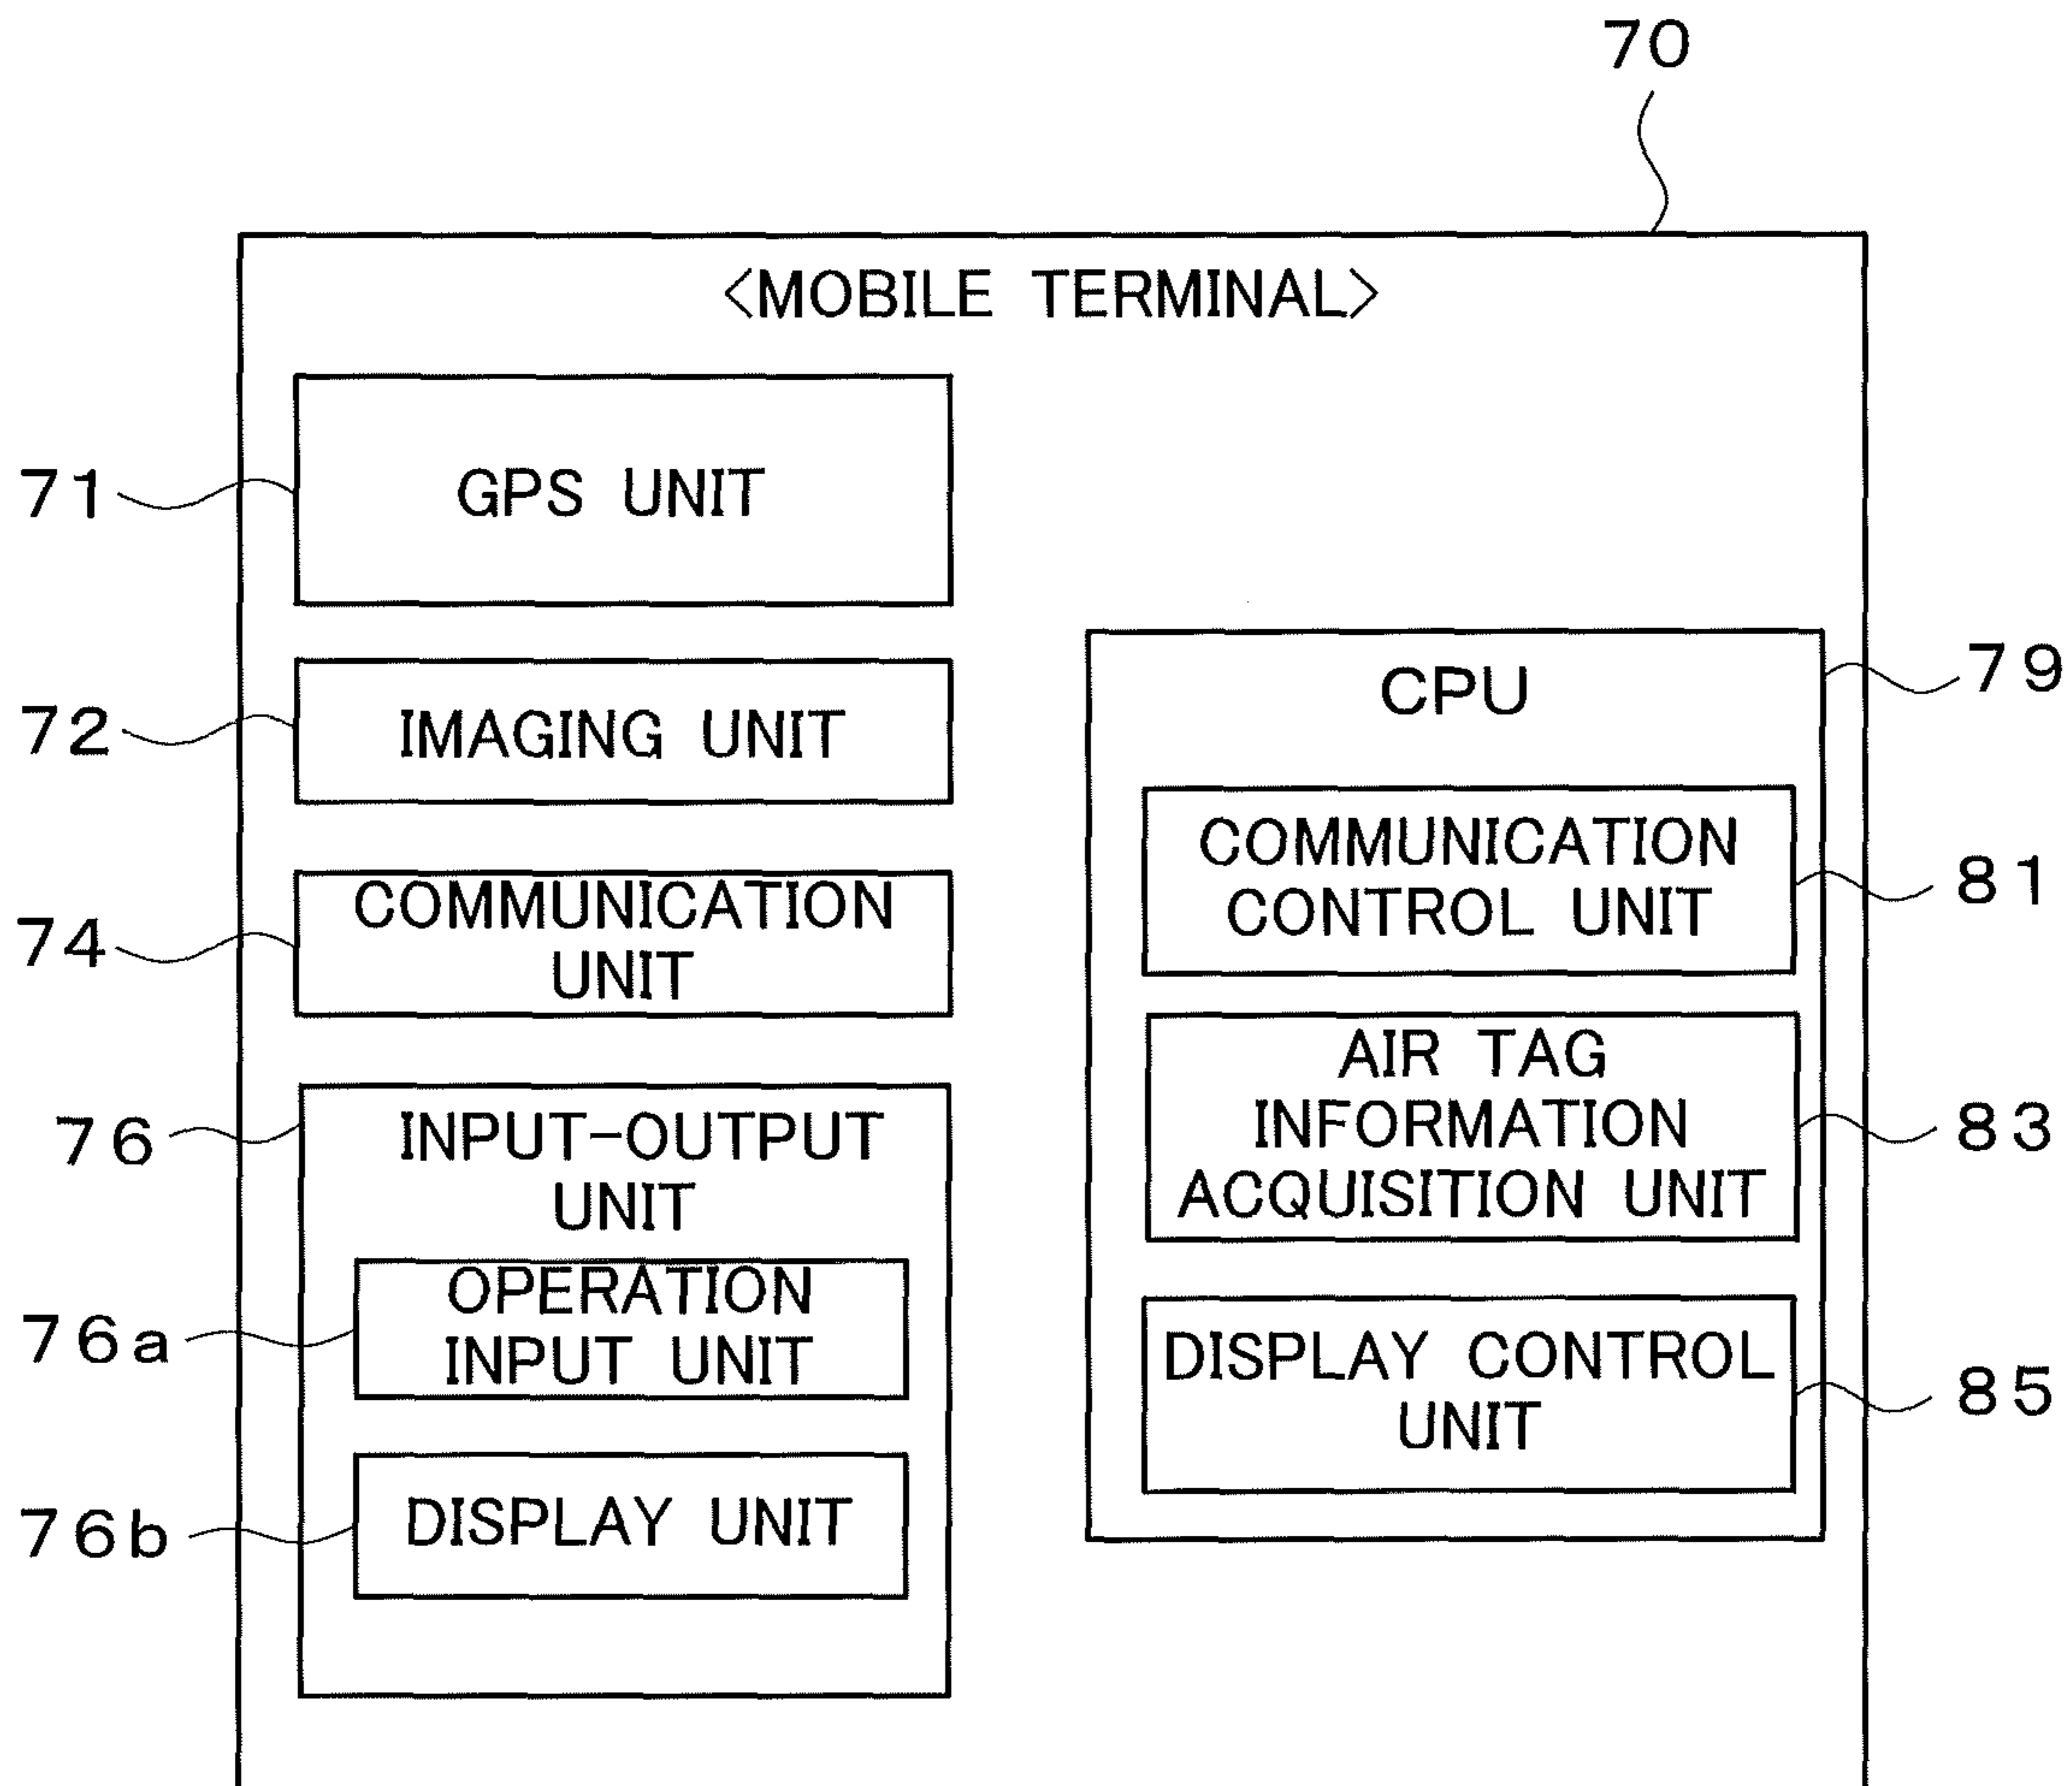 70
<MOBILE TERMINAL>
71
GPS UNIT
72
IMAGING UNIT
74
COMMUNICATION
UNIT
76
INPUT-OUTPUT
UNIT
76a
OPERATION
INPUT UNIT
76b
DISPLAY UNIT
CPU
79
COMMUNICATION
CONTROL UNIT
81
AIR TAG
INFORMATION
ACQUISITION UNIT
83
DISPLAY CONTROL
UNIT
85